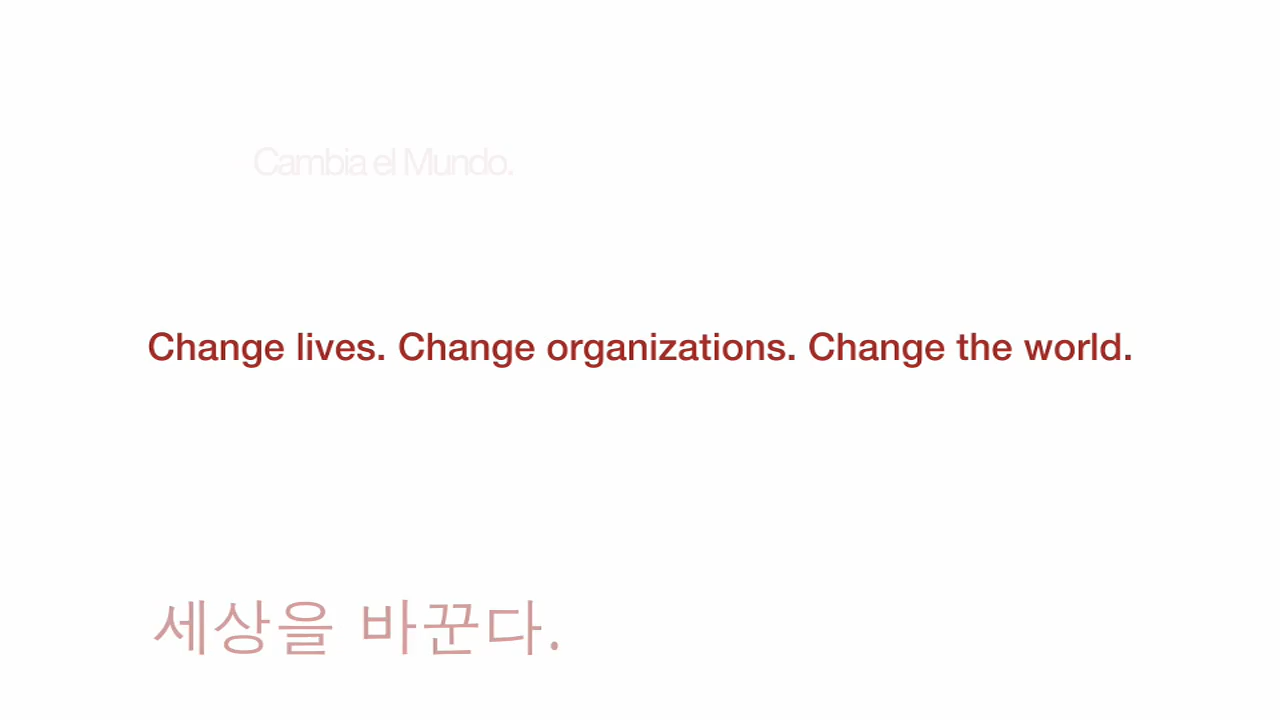 Cambia el Mundo.
Change lives. Change organizations. Change the world.
세상을 바꾼다.